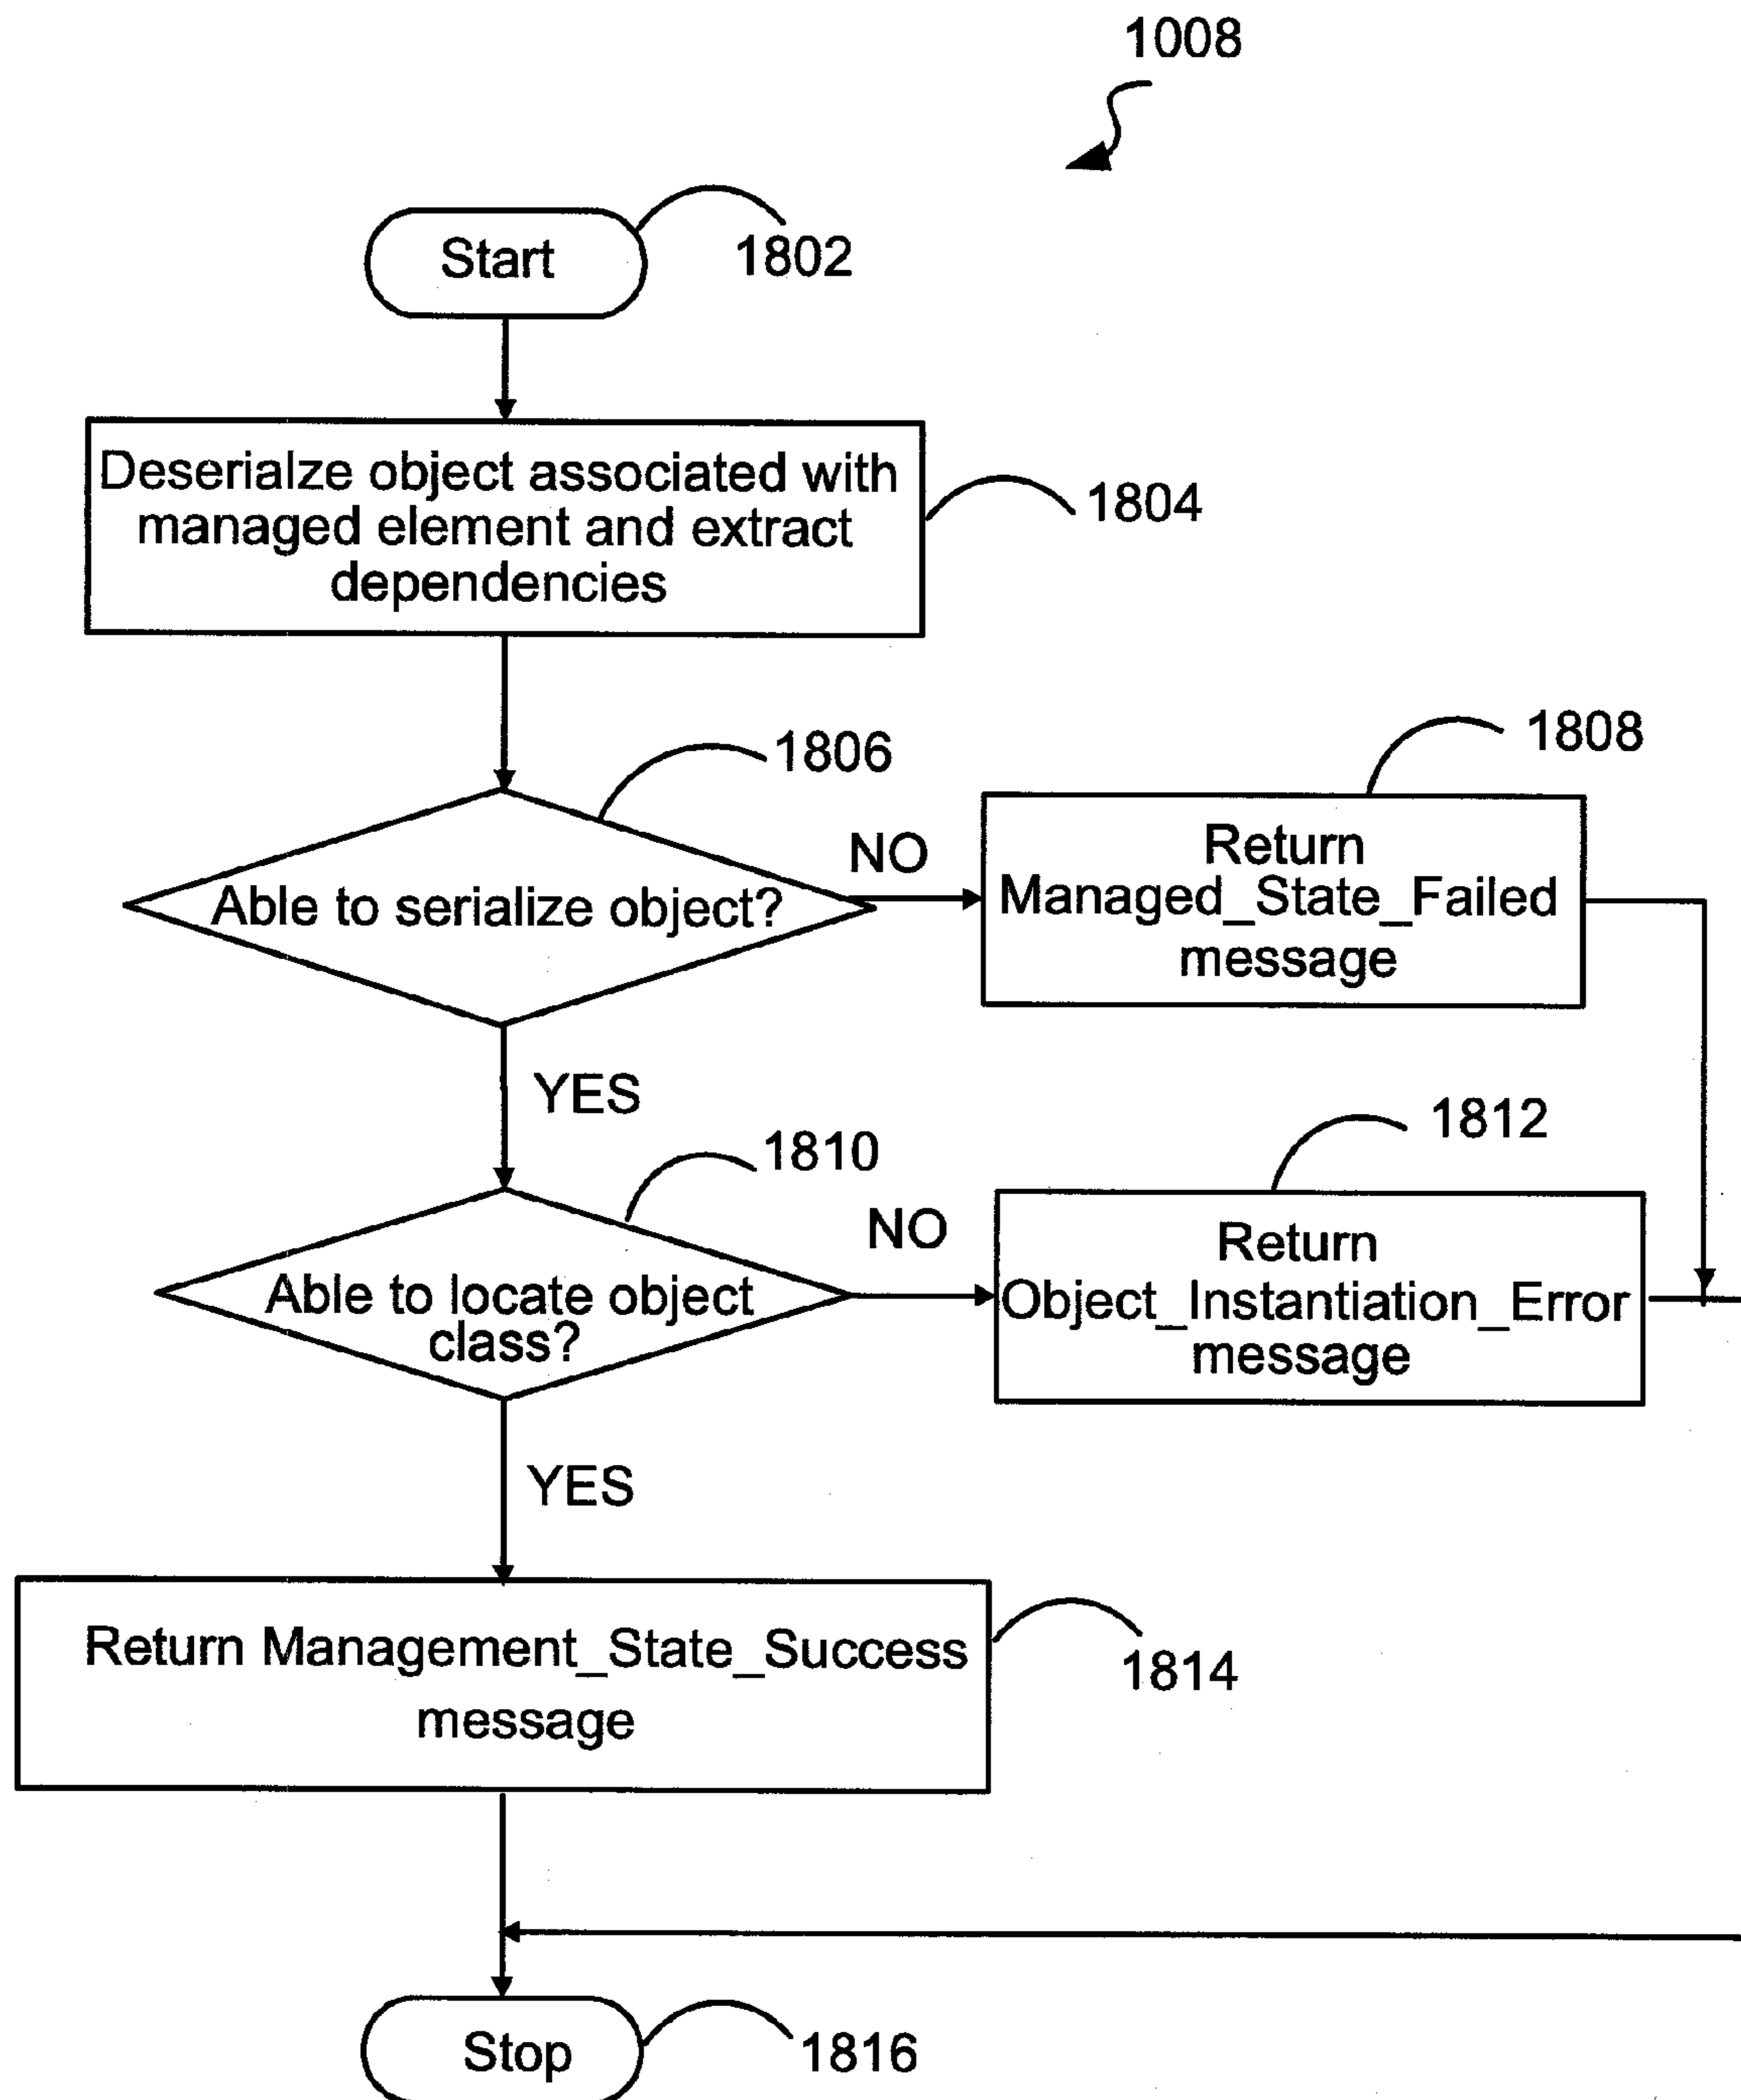 1008
Start
1802
Deserialze object associated with
managed element and extract
dependencies
1804
1806
Able to serialize object?
NO
1808
Return
Managed_State_Failed
message
YES
1810
Able to locate object
class?
NO
1812
Return
Object_Instantiation_Error
message
YES
Return Management_State_Success
message
1814
Stop
1816